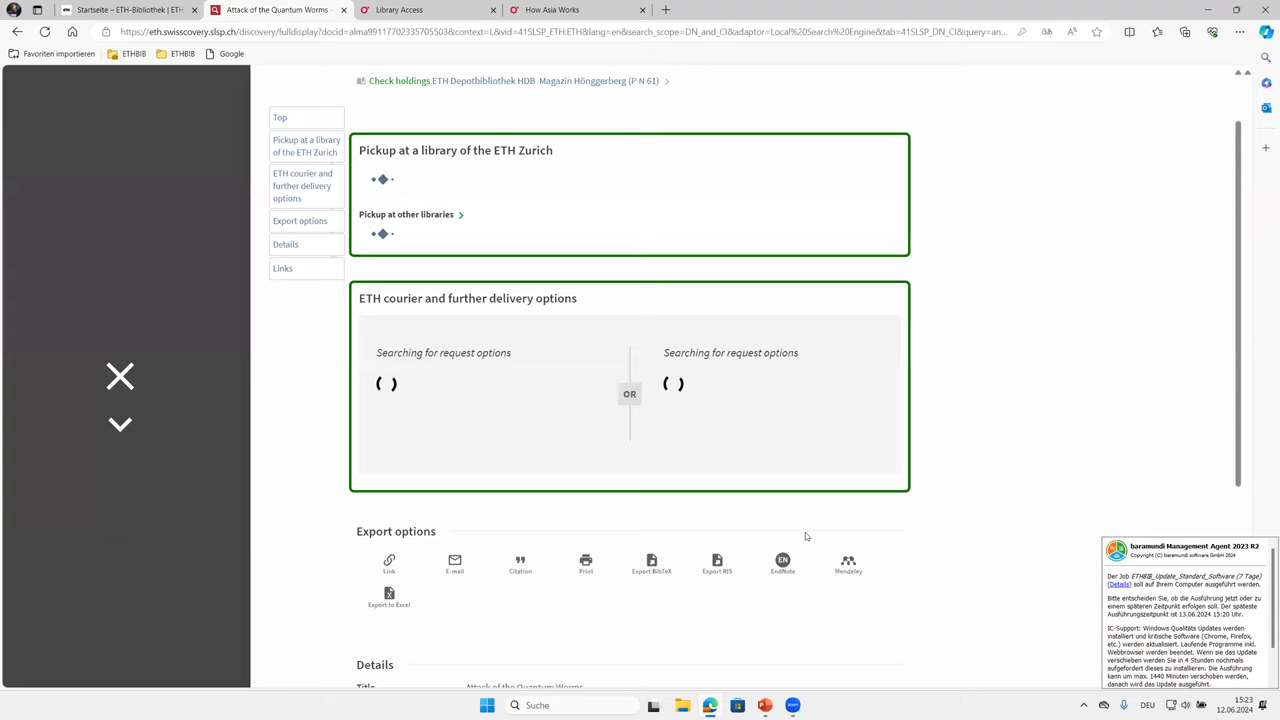 Startseite – ETH-Bibliothek | ETH
Attack of the Quantum Worms -
Library Access
How Asia Works
https://eth.swisscovery.slsp.ch/discovery/fulldisplay?docid=alma99117702335705503&context=L&vid=41SLSP_ETH:ETH&lang=en&search_scope=DN_and_CI&adaptor=Local%20Search%20Engine&tab=41SLSP_DN_CI&query=an...
Favoriten importieren
ETHBIB
ETHBIB
Google
Check holdings ETH Depotbibliothek HDB Magazin Hönggerberg (P N 61)
Top
Pickup at a library
of the ETH Zurich
ETH courier and
further delivery
options
Export options
Details
Links
Pickup at a library of the ETH Zurich
Pickup at other libraries
ETH courier and further delivery options
Searching for request options
OR
Searching for request options
Export options
Link
E-mail
Citation
Print
Export BibTeX
Export RIS
EN
EndNote
Mendeley
Export to Excel
Details
Title
Attack of the Quantum Worms
baramundi Management Agent 2023 R2
Copyright (C) baramundi software GmbH 2024
Der Job ETHBIB_Update_Standard_Software (7 Tage)
(Details) soll auf Ihrem Computer ausgeführt werden.
Bitte entscheiden Sie, ob die Ausführung jetzt oder zu
einem späteren Zeitpunkt erfolgen soll. Der späteste
Ausführungszeitpunkt ist 13.06.2024 15:20 Uhr.
IC-Support: Windows Qualitäts Updates werden
installiert und kritische Software (Chrome, Firefox,
etc.) werden aktualisiert. Laufende Programme inkl.
Webbrowser werden beendet. Wenn sie das Update
verschieben werden Sie in 4 Stunden nochmals
aufgefordert dieses zu installieren. Die Ausführung
kann um max. 1440 Minuten verschoben werden,
danach wird das Update ausgeführt.
Suche
DEU
15:23
12.06.2024